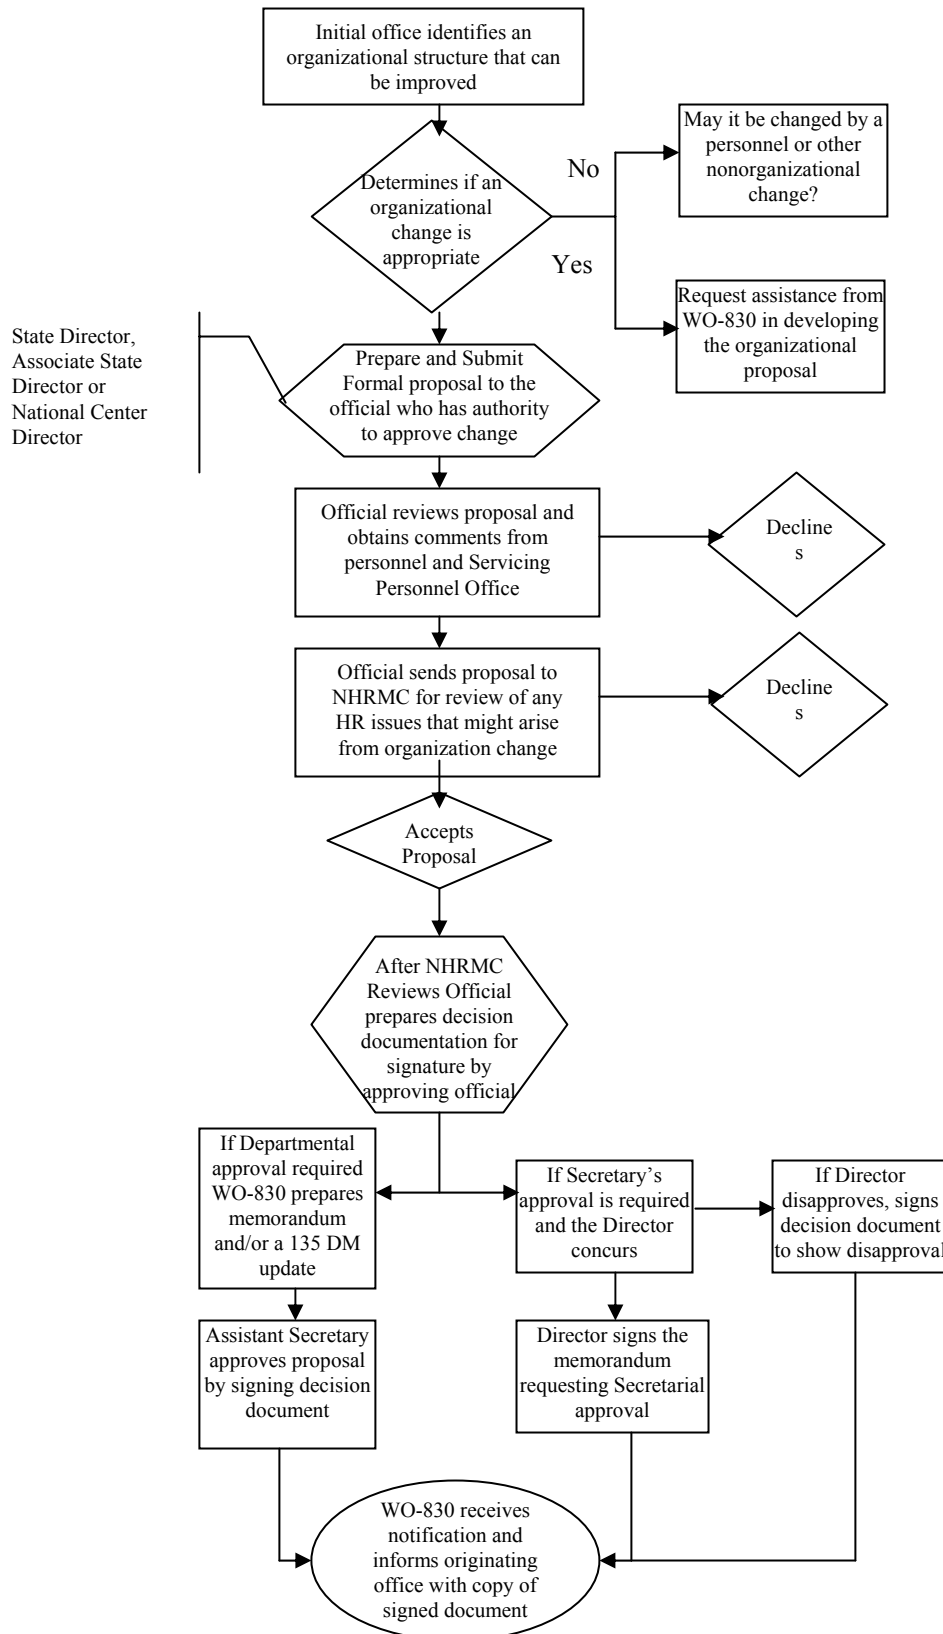 Initial office identifies an
organizational structure that can
be improved
May it be changed by a
personnel or other
nonorganizational
change?
No
Determines if an
organizational
change is
appropriate
Yes
Request assistance from
WO-830 in developing
the organizational
proposal
State Director,
Associate State
Director or
National Center
Director
Prepare and Submit
Formal proposal to the
official who has authority
to approve change
Official reviews proposal and
obtains comments from
personnel and Servicing
Personnel Office
Decline
s
Official sends proposal to
NHRMC for review of any
HR issues that might arise
from organization change
Decline
s
Accepts
Proposal
After NHRMC
Reviews Official
prepares decision
documentation for
signature by
approving official
If Departmental
approval required
WO-830 prepares
memorandum
and/or a 135 DM
update
If Secretary’s
approval is required
and the Director
concurs
If Director
disapproves, signs
decision document
to show disapproval
Assistant Secretary
approves proposal
by signing decision
document
Director signs the
memorandum
requesting Secretarial
approval
WO-830 receives
notification and
informs originating
office with copy of
signed document